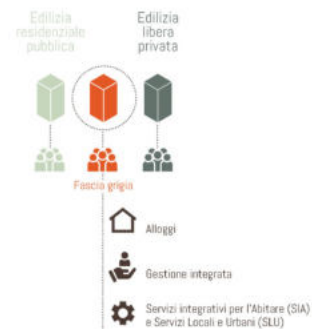 Edilizia
residenziale
pubblica
Edilizia
libera
privata
Fascia grigia
Alloggi
Gestione integrata
Servizi integrativi per l'Abitare (SIA)
e Servizi Locali e Urbani (SLU)